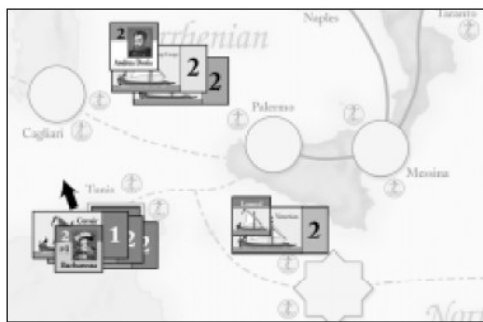 Naples
Taranto
2
rrhenian
Andrea Doria
2
2
Palermo
Cagliari
Messina
Tunis
Corsair
1
2
2
Barbarossa
Venetian
2
Nort